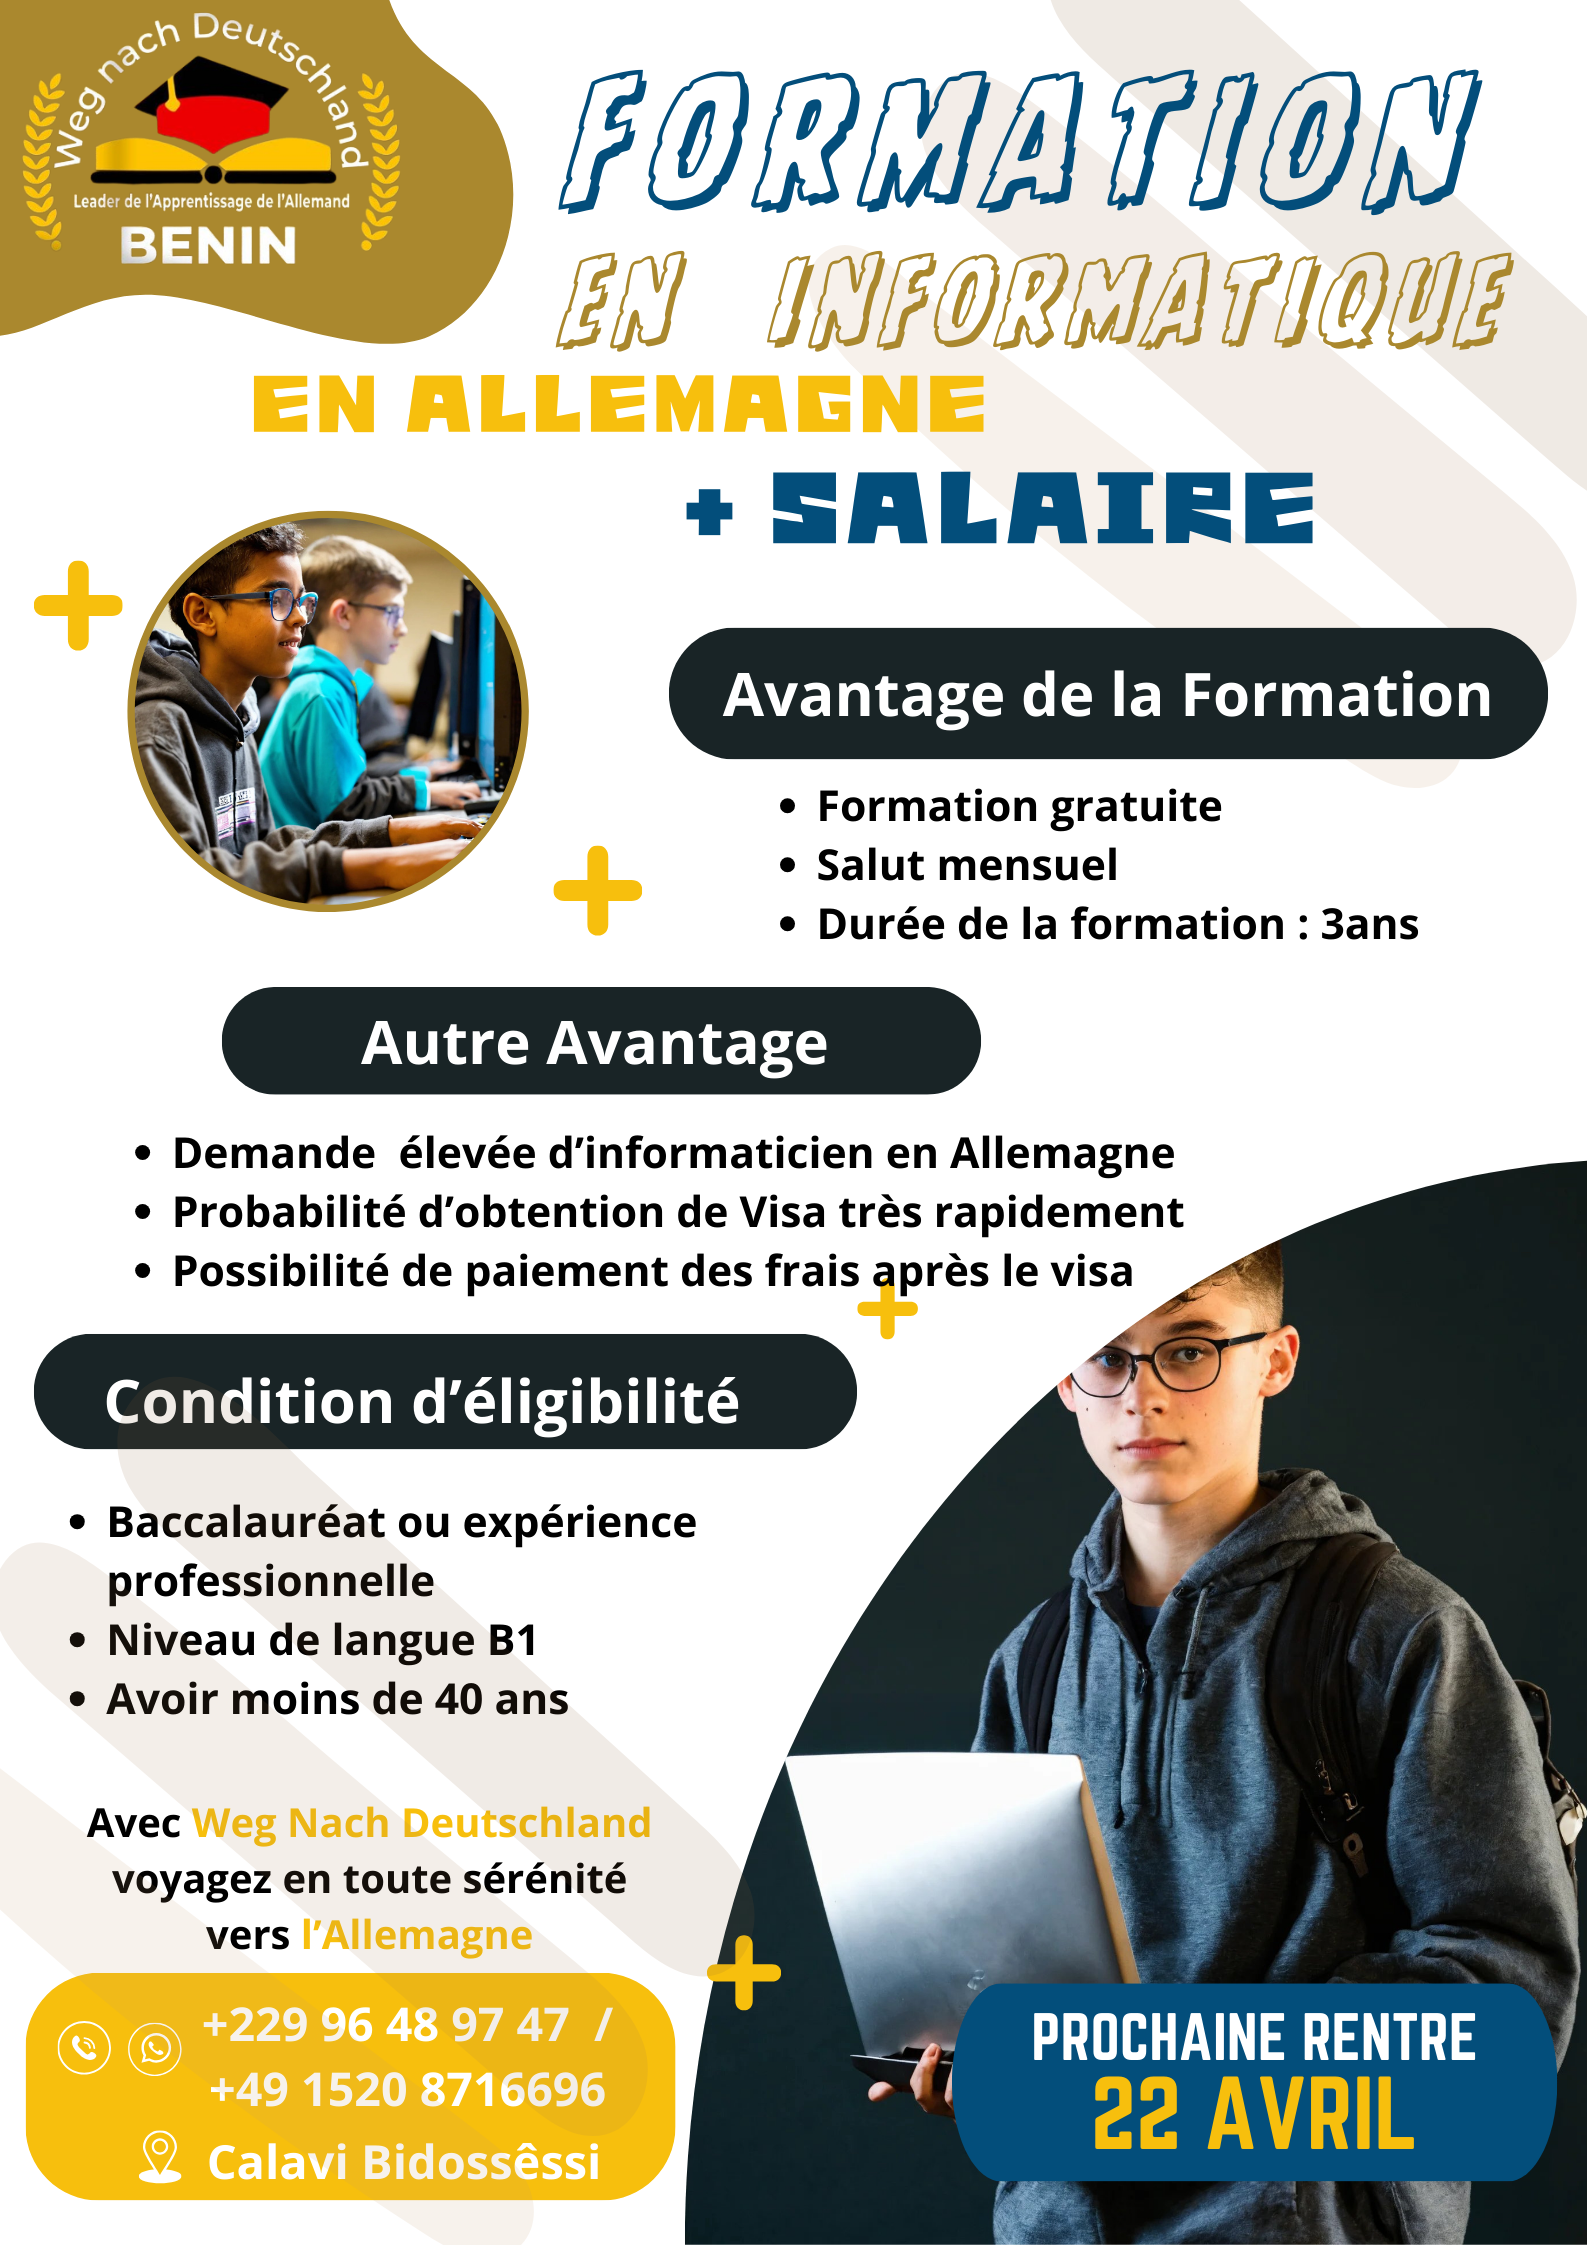 Weg nach Deutschland
Leader de l'Apprentissage de l'Allemand
BENIN
FORMATION
EN INFORMATIQUE
EN ALLEMAGNE
+ SALAIRE
Avantage de la Formation
• Formation gratuite
• Salut mensuel
• Durée de la formation : 3ans
Autre Avantage
• Demande élevée d'informaticien en Allemagne
• Probabilité d'obtention de Visa très rapidement
• Possibilité de paiement des frais après le visa
Condition d'éligibilité
• Baccalauréat ou expérience
professionnelle
• Niveau de langue B1
• Avoir moins de 40 ans
Avec Weg Nach Deutschland
voyagez en toute sérénité
vers l'Allemagne
+229 96 48 97 47 /
+49 1520 8716696
Calavi Bidossêssi
PROCHAINE RENTRE
22 AVRIL